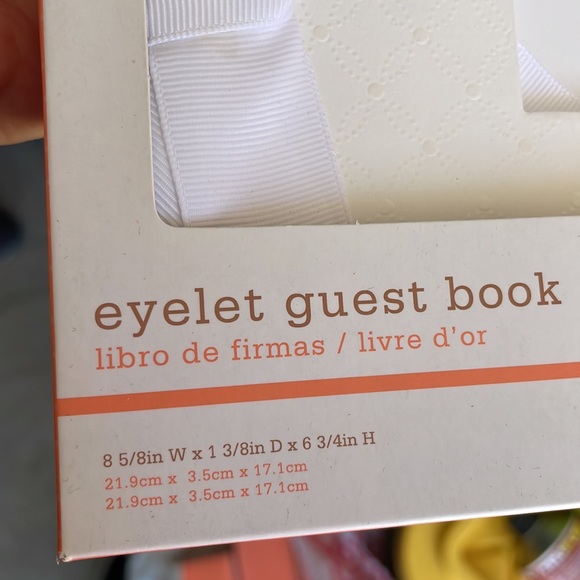 eyelet guest book
libro de firmas / livre d'or
8 5/8in W x 1 3/8in D x 6 3/4in H
21.9cm x 3.5cm x 17.1cm
21.9cm x 3.5cm x 17.1cm